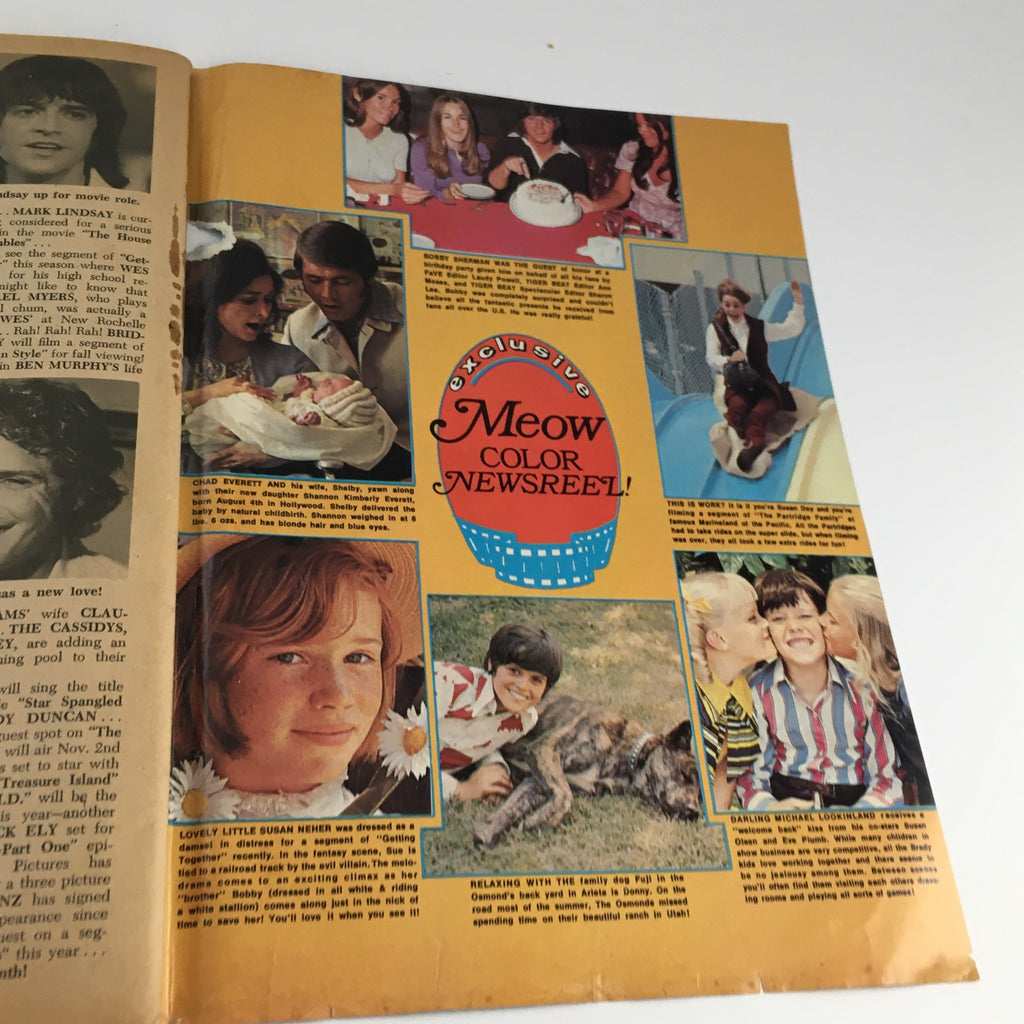 ndsay up for movie role.
. . MARK LINDSAY is cur-
considered for a serious
in the movie "The House
ables" . . .
see the segment of "Get-
" this season where WES
for his high school re-
night like to know that
EL MYERS, who plays
l chum, was actually a
WES' at New Rochelle
. . Rah! Rah! Rah! BRID-
Y will film a segment of
n Style" for fall viewing!
in BEN MURPHY'S life
as a new love!
AMS' wife CLAU-
. . THE CASSIDYS,
EY, are adding an
ning pool to their
will sing the title
e "Star Spangled
DY DUNCAN . . .
guest spot on "The
will air Nov. 2nd
s set to star with
"Treasure Island"
I.D." will be the
is year—another
CK ELY set for
-Part One" epi-
Pictures has
a three picture
NZ has signed
pearance since
uest on a seg-
" this year . . .
nth!
BOBBY SHERMAN WAS THE GUEST of honor at a
birthday party given him on behalf of all his fans by
FaVE Editor Laudy Powell, TIGER BEAT Editor Ann
Moses, and TIGER BEAT Spectacular Editor Sharon
Lee. Bobby was completely surprised and couldn't
believe all the fantastic presents he received from
fans all over the U.S. He was really grateful!
exclusive
Meow
COLOR
NEWSREEL!
CHAD EVERETT AND his wife, Shelby, yawn along
with their new daughter Shannon Kimberly Everett,
born August 4th in Hollywood. Shelby delivered the
baby by natural childbirth. Shannon weighed in at 6
lbs. 6 ozs. and has blonde hair and blue eyes.
THIS IS WORK? It is if you're Susan Dey and you're
filming a segment of "The Partridge Family" at
famous Marineland of the Pacific. All the Partridges
had to take rides on the super slide, but when filming
was over, they all took a few extra rides for fun!
LOVELY LITTLE SUSAN NEHER was dressed as a
damsel in distress for a segment of "Getting
Together" recently. In the fantasy scene, Sue is
tied to a railroad track by the evil villain. The melo-
drama comes to an exciting climax as her
"brother" Bobby (dressed in all white & riding
a white stallion) comes along just in the nick of
time to save her! You'll love it when you see it!
RELAXING WITH THE family dog Fuji in the
Osmond's back yard in Arleta is Donny. On the
road most of the summer, The Osmonds missed
spending time on their beautiful ranch in Utah!
DARLING MICHAEL LOOKINLAND receives a
"welcome back" kiss from his co-stars Susan
Olsen and Eve Plumb. While many children in
show business are very competitive, all the Brady
kids love working together and there seems to
be no jealousy among them. Between scenes
you'll often find them visiting each others dress-
ing rooms and playing all sorts of games!